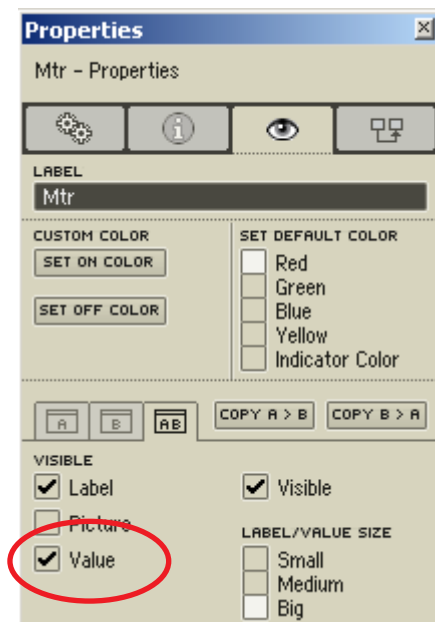 Properties
Mtr – Properties
LABEL
Mtr
CUSTOM COLOR
SET ON COLOR
SET OFF COLOR
SET DEFAULT COLOR
Red
Green
Blue
Yellow
Indicator Color
A B AB COPY A > B COPY B > A
VISIBLE
Label
Picture
Value
Visible
LABEL/VALUE SIZE
Small
Medium
Big